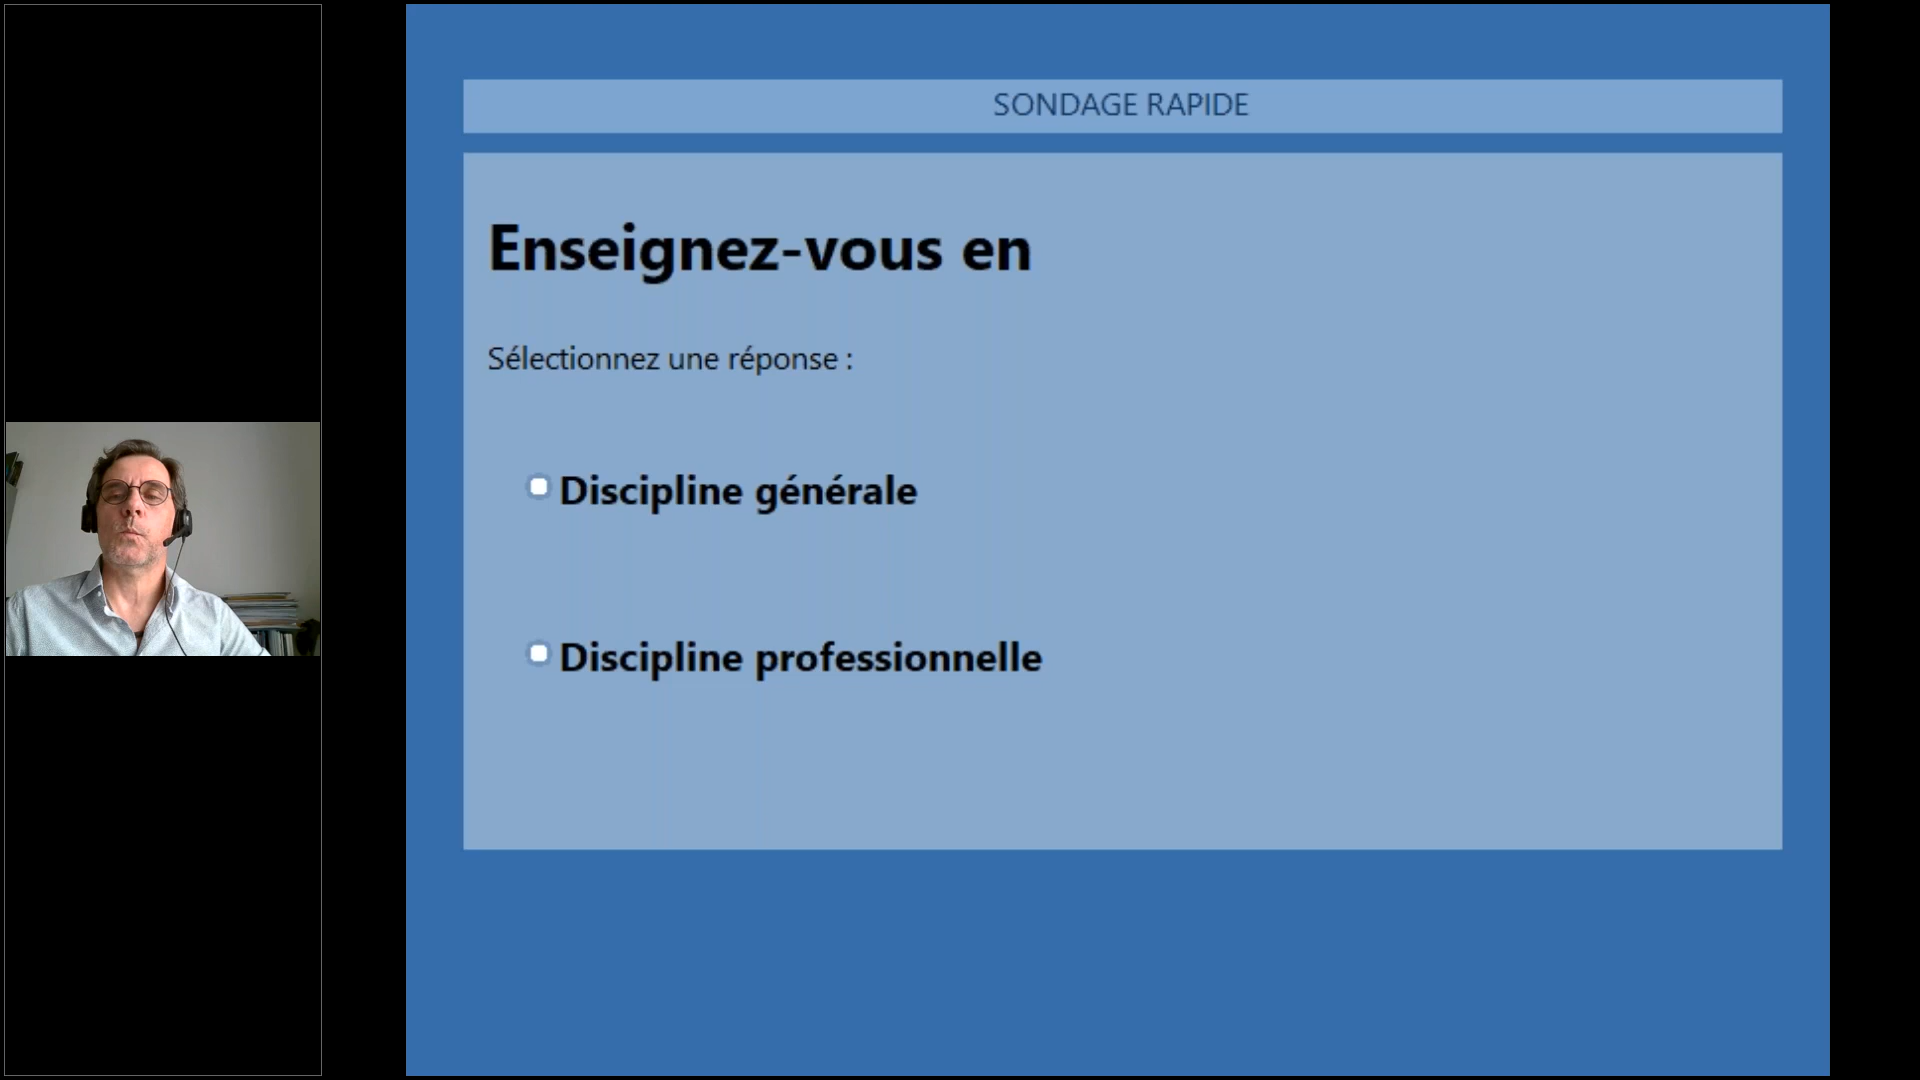 SONDAGE RAPIDE
Enseignez-vous en
Sélectionnez une réponse :
Discipline générale
Discipline professionnelle